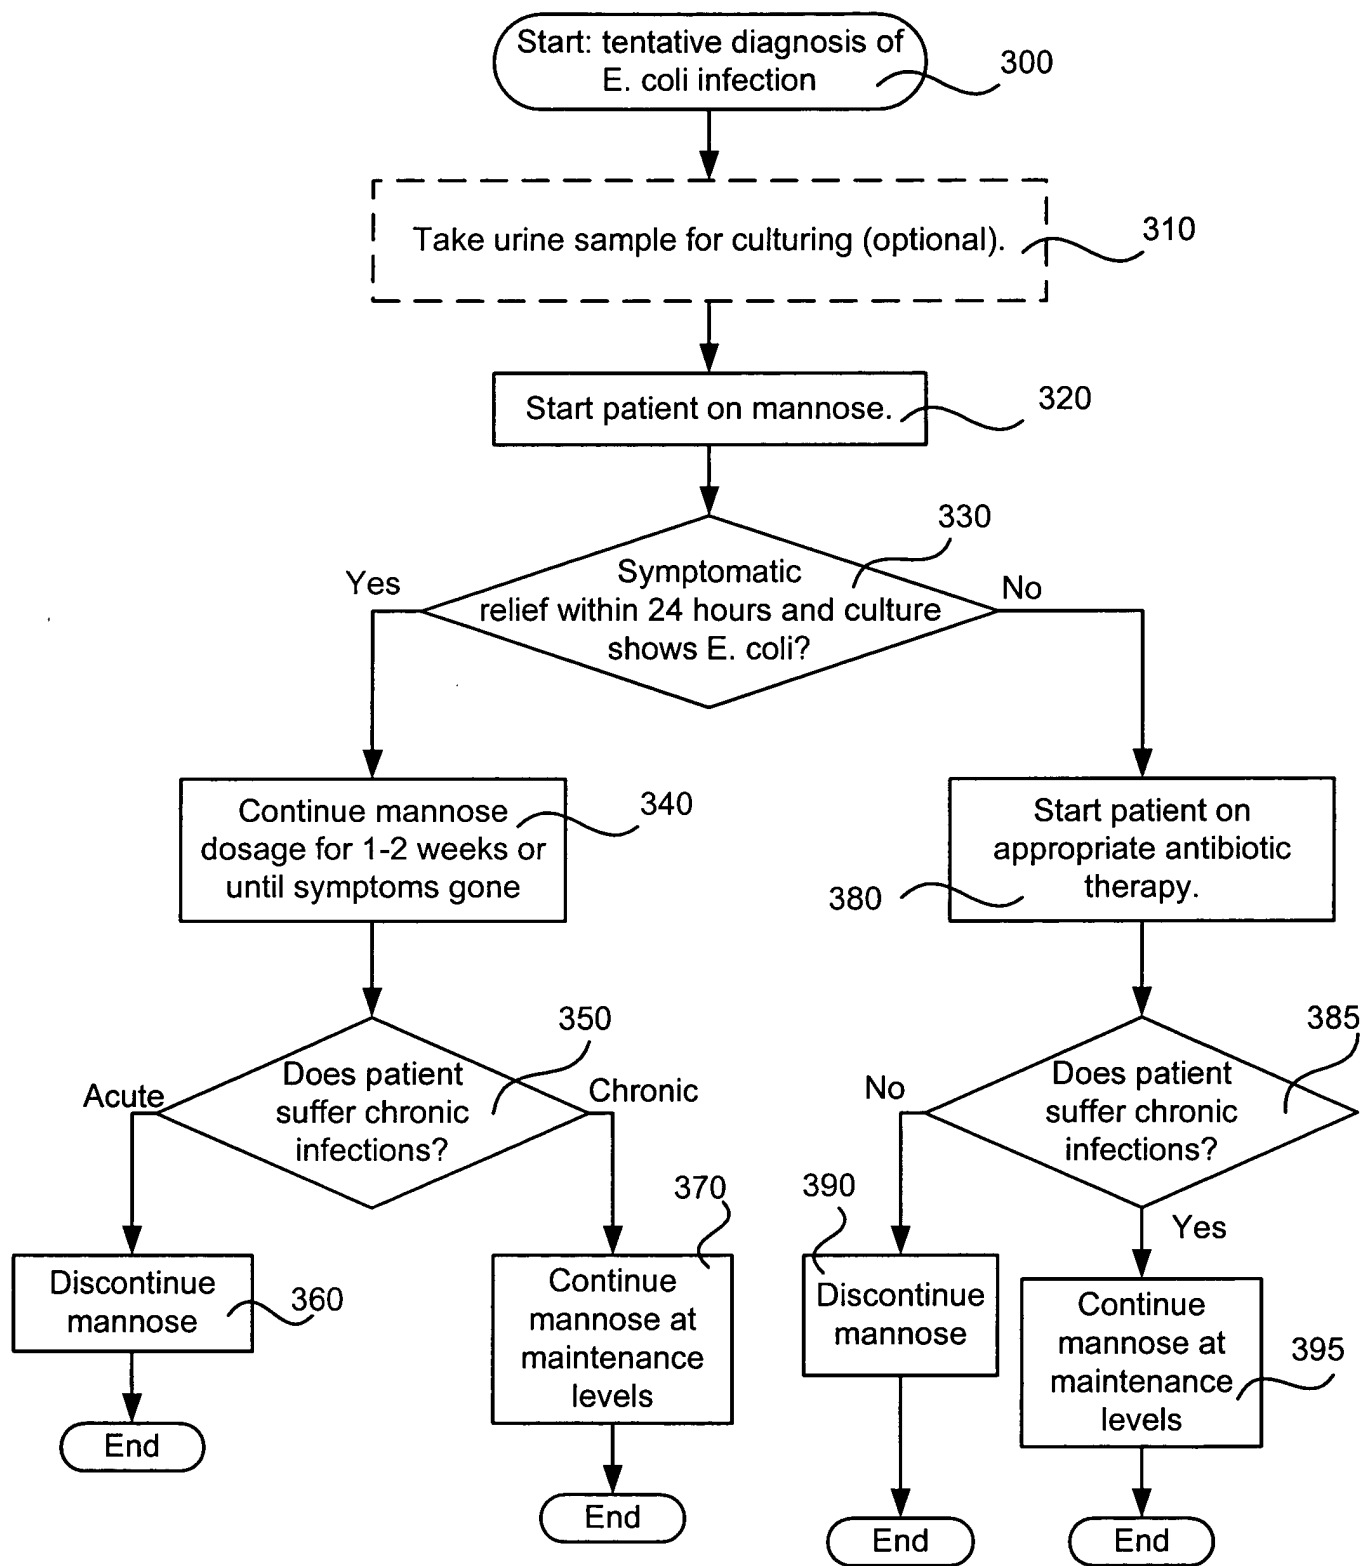 Start: tentative diagnosis of
E. coli infection
300
Take urine sample for culturing (optional).
310
Start patient on mannose.
320
330
Symptomatic
relief within 24 hours and culture
shows E. coli?
Yes
No
Continue mannose
dosage for 1-2 weeks or
until symptoms gone
340
Start patient on
appropriate antibiotic
therapy.
380
350
Does patient
suffer chronic
infections?
Acute
Chronic
385
Does patient
suffer chronic
infections?
No
Yes
Discontinue
mannose
360
370
Continue
mannose at
maintenance
levels
390
Discontinue
mannose
Continue
mannose at
maintenance
levels
395
End
End
End
End